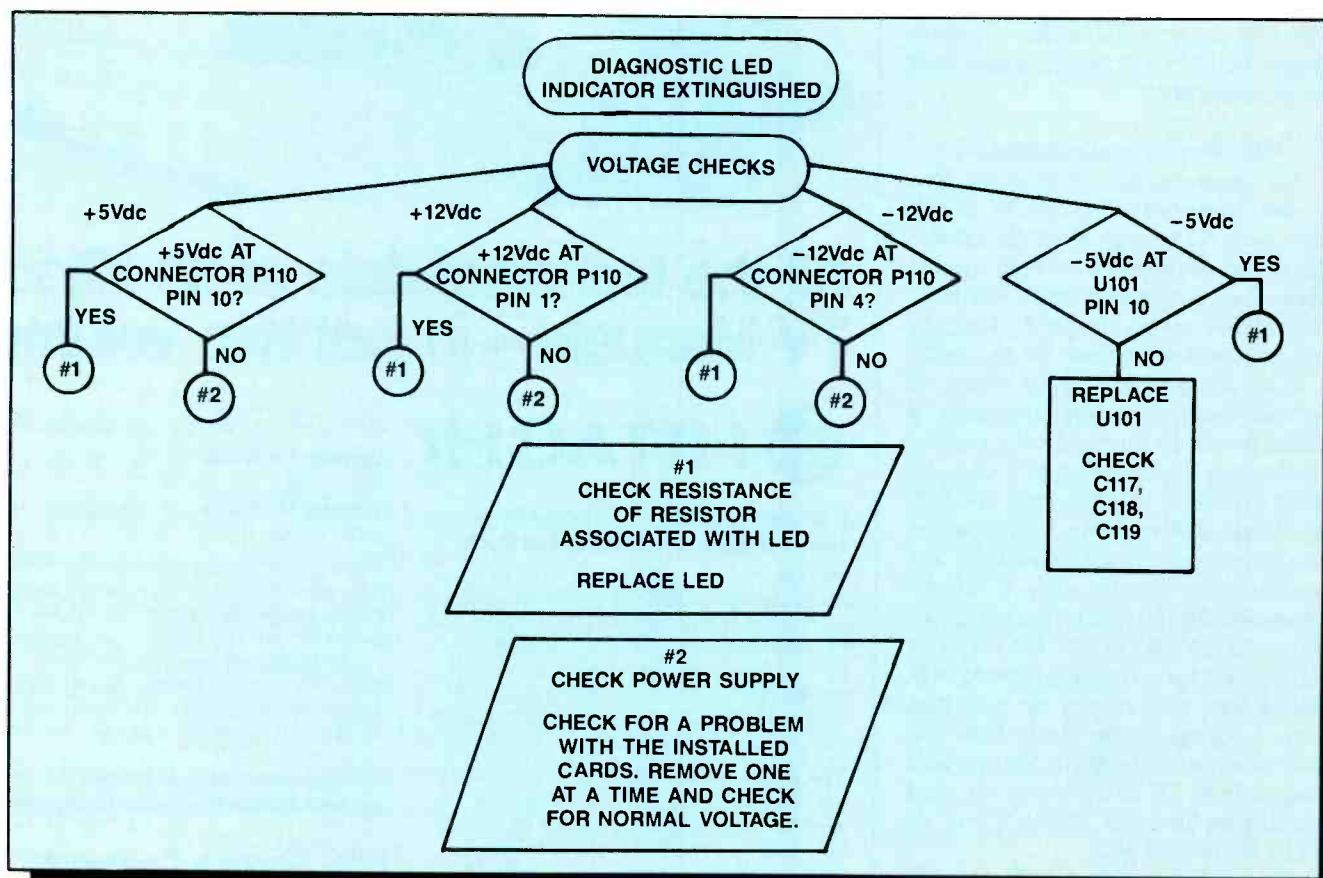 DIAGNOSTIC LED
INDICATOR EXTINGUISHED
VOLTAGE CHECKS
+5Vdc
+5Vdc AT
CONNECTOR P110
PIN 10?
YES
#1
NO
#2
+12Vdc
+12Vdc AT
CONNECTOR P110
PIN 1?
YES
#1
NO
#2
−12Vdc
−12Vdc AT
CONNECTOR P110
PIN 4?
#1
NO
#2
−5Vdc
−5Vdc AT
U101
PIN 10
YES
#1
NO
REPLACE
U101
CHECK
C117,
C118,
C119
#1
CHECK RESISTANCE
OF RESISTOR
ASSOCIATED WITH LED
REPLACE LED
#2
CHECK POWER SUPPLY
CHECK FOR A PROBLEM
WITH THE INSTALLED
CARDS. REMOVE ONE
AT A TIME AND CHECK
FOR NORMAL VOLTAGE.